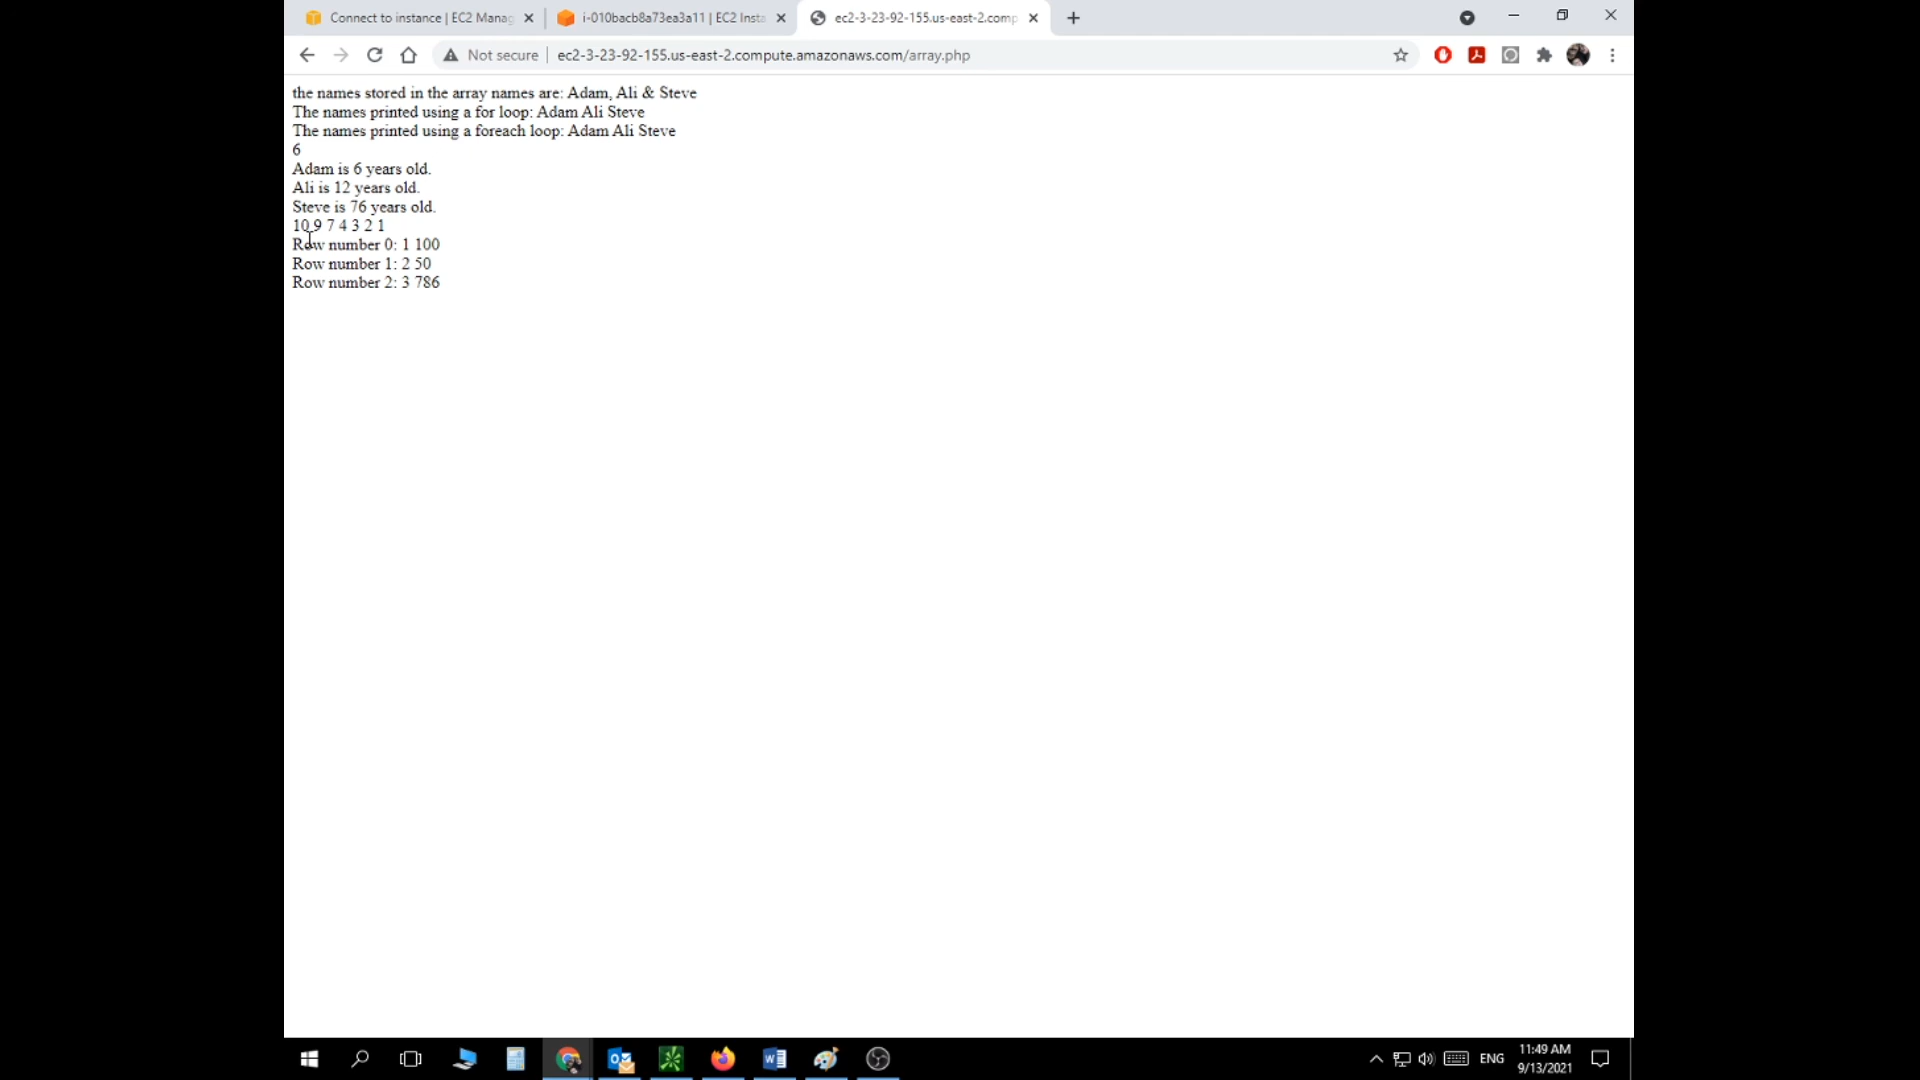 Connect to instance | EC2 Manag
i-010bacb8a73ea3a11 | EC2 Insta
ec2-3-23-92-155.us-east-2.comp
Not secure
ec2-3-23-92-155.us-east-2.compute.amazonaws.com/array.php
the names stored in the array names are: Adam, Ali & Steve
The names printed using a for loop: Adam Ali Steve
The names printed using a foreach loop: Adam Ali Steve
6
Adam is 6 years old.
Ali is 12 years old.
Steve is 76 years old.
10 9 7 4 3 2 1
Row number 0: 1 100
Row number 1: 2 50
Row number 2: 3 786
ENG
11:49 AM
9/13/2021